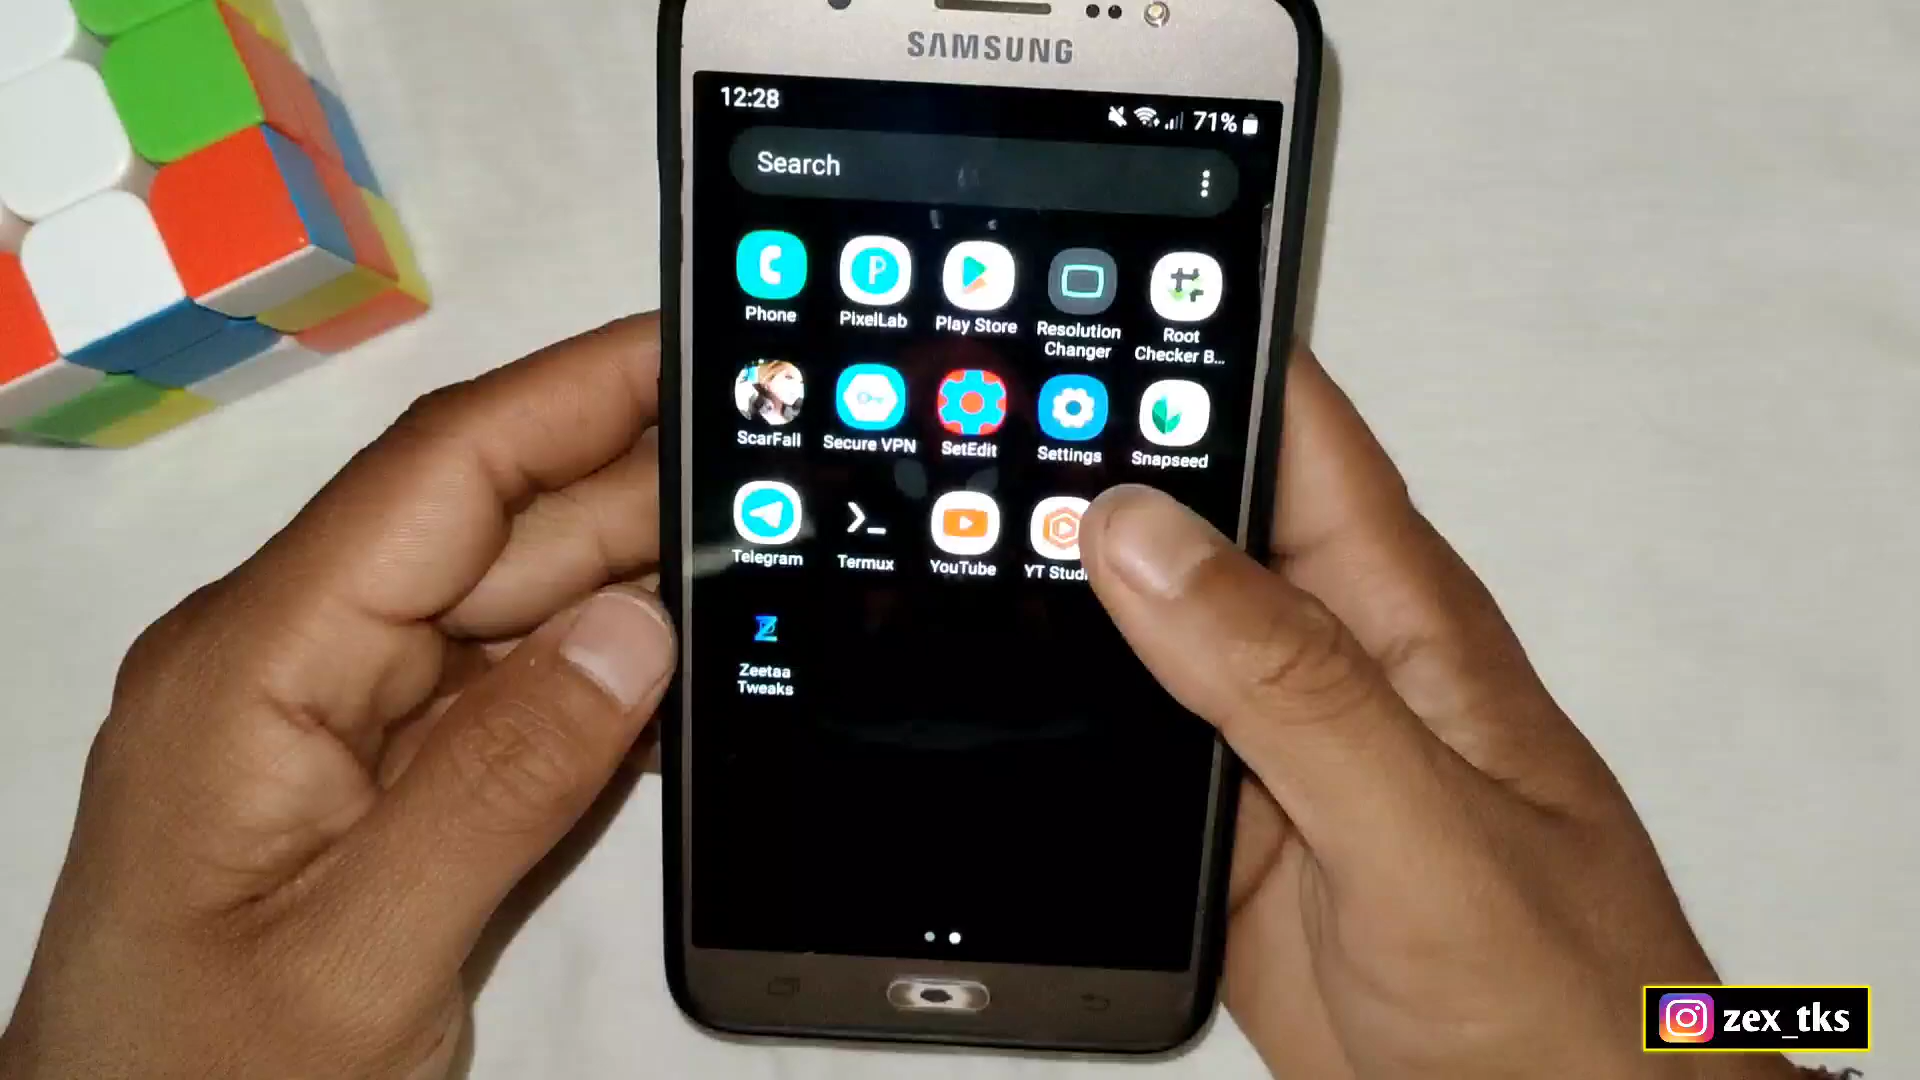 SAMSUNG
12:28
71%
Search
Phone
PixelLab
Play Store
Resolution
Changer
Root
Checker B...
ScarFall
Secure VPN
SetEdit
Settings
Snapseed
Telegram
Termux
YouTube
YT Studi
Zeetaa
Tweaks
zex_tks